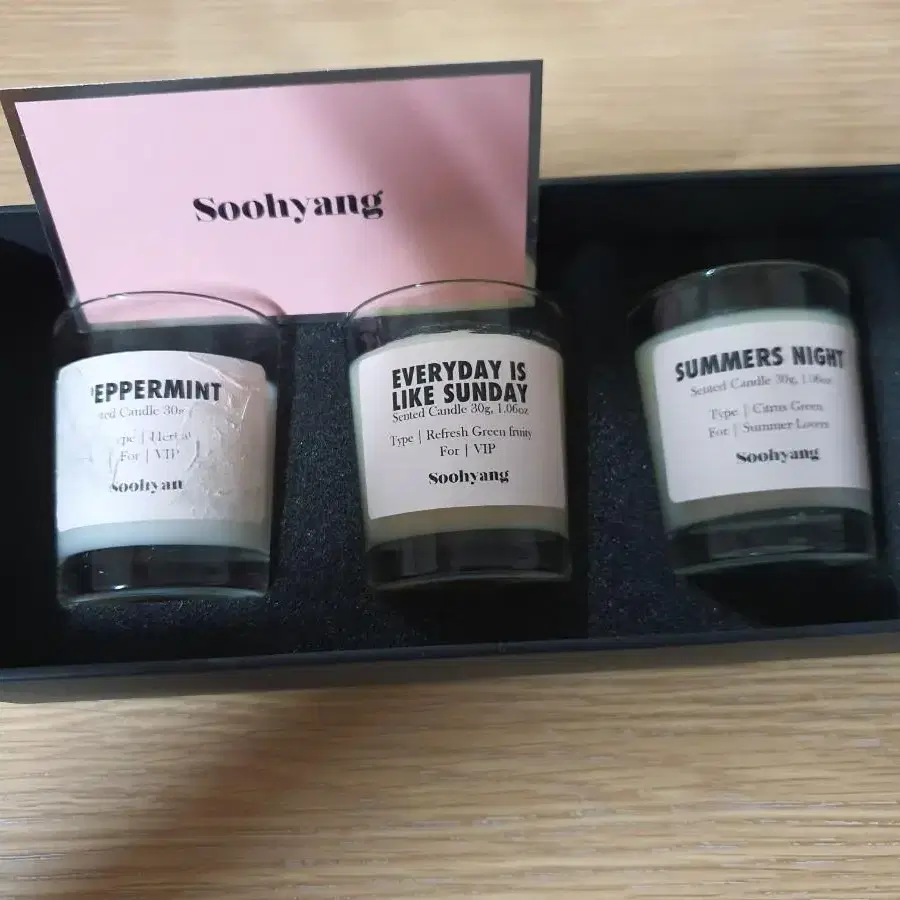 Soohyang
EPPERMINT
ted Candle 30g
ype | Herbal
For | VIP
Soohyan
EVERYDAY IS
LIKE SUNDAY
Sented Candle 30g, 1.06oz
Type | Refresh Green fruity
For | VIP
Soohyang
SUMMERS NIGHT
Sented Candle 30g, 1.06oz
Type | Citrus Green
For | Summer Lovers
Soohyang